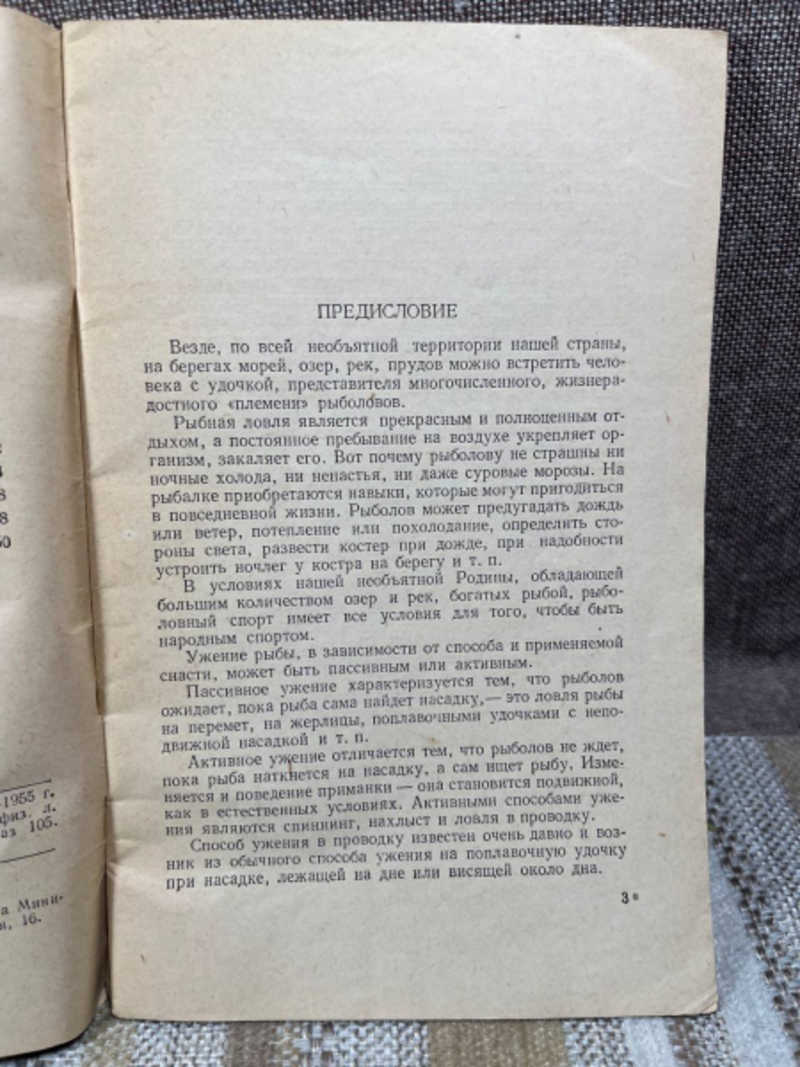 ПРЕДИСЛОВИЕ
Везде, по всей необъятной территории нашей страны,
на берегах морей, озер, рек, прудов можно встретить чело-
века с удочкой, представителя многочисленного, жизнера-
достного «племени» рыболовов.
Рыбная ловля является прекрасным и полноценным от-
дыхом, а постоянное пребывание на воздухе укрепляет ор-
ганизм, закаляет его. Вот почему рыболову не страшны ни
ночные холода, ни ненастья, ни даже суровые морозы. На
рыбалке приобретаются навыки, которые могут пригодиться
в повседневной жизни. Рыболов может предугадать дождь
или ветер, потепление или похолодание, определить сто-
роны света, развести костер при дожде, при надобности
устроить ночлег у костра на берегу и т. п.
В условиях нашей необъятной Родины, обладающей
большим количеством озер и рек, богатых рыбой, рыбо-
ловный спорт имеет все условия для того, чтобы быть
народным спортом.
Ужение рыбы, в зависимости от способа и применяемой
снасти, может быть пассивным или активным.
Пассивное ужение характеризуется тем, что рыболов
ожидает, пока рыба сама найдет насадку,— это ловля рыбы
на перемет, на жерлицы, поплавочными удочками с непо-
движной насадкой и т. п.
Активное ужение отличается тем, что рыболов не ждет,
пока рыба наткнется на насадку, а сам ищет рыбу. Изме-
няется и поведение приманки — она становится подвижной,
как в естественных условиях. Активными способами уже-
ния являются спиннинг, нахлыст и ловля в проводку.
Способ ужения в проводку известен очень давно и воз-
ник из обычного способа ужения на поплавочную удочку
при насадке, лежащей на дне или висящей около дна.
3*
8
8
50
1955 г.
физ. л.
аз 105.
а Мини-
н, 16.